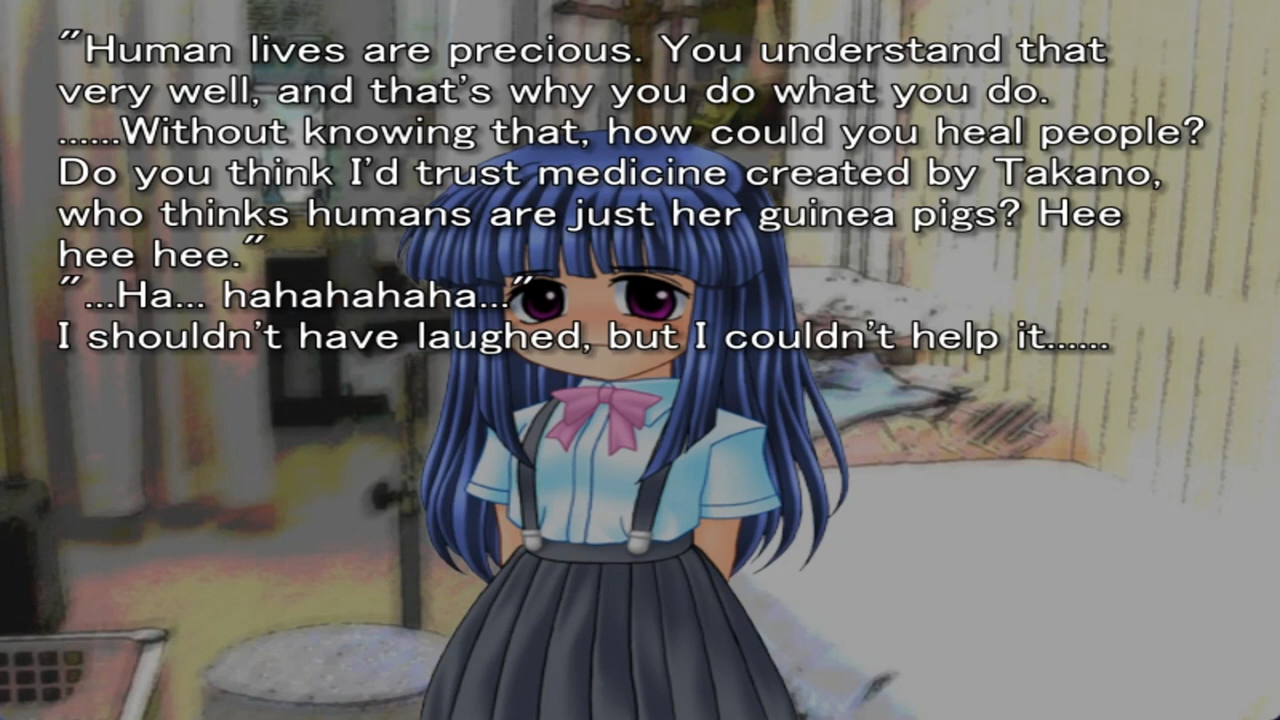 "Human lives are precious. You understand that
very well, and that's why you do what you do.
......Without knowing that, how could you heal people?
Do you think I'd trust medicine created by Takano,
who thinks humans are just her guinea pigs? Hee
hee hee."
"...Ha... hahahahaha..."
I shouldn't have laughed, but I couldn't help it......